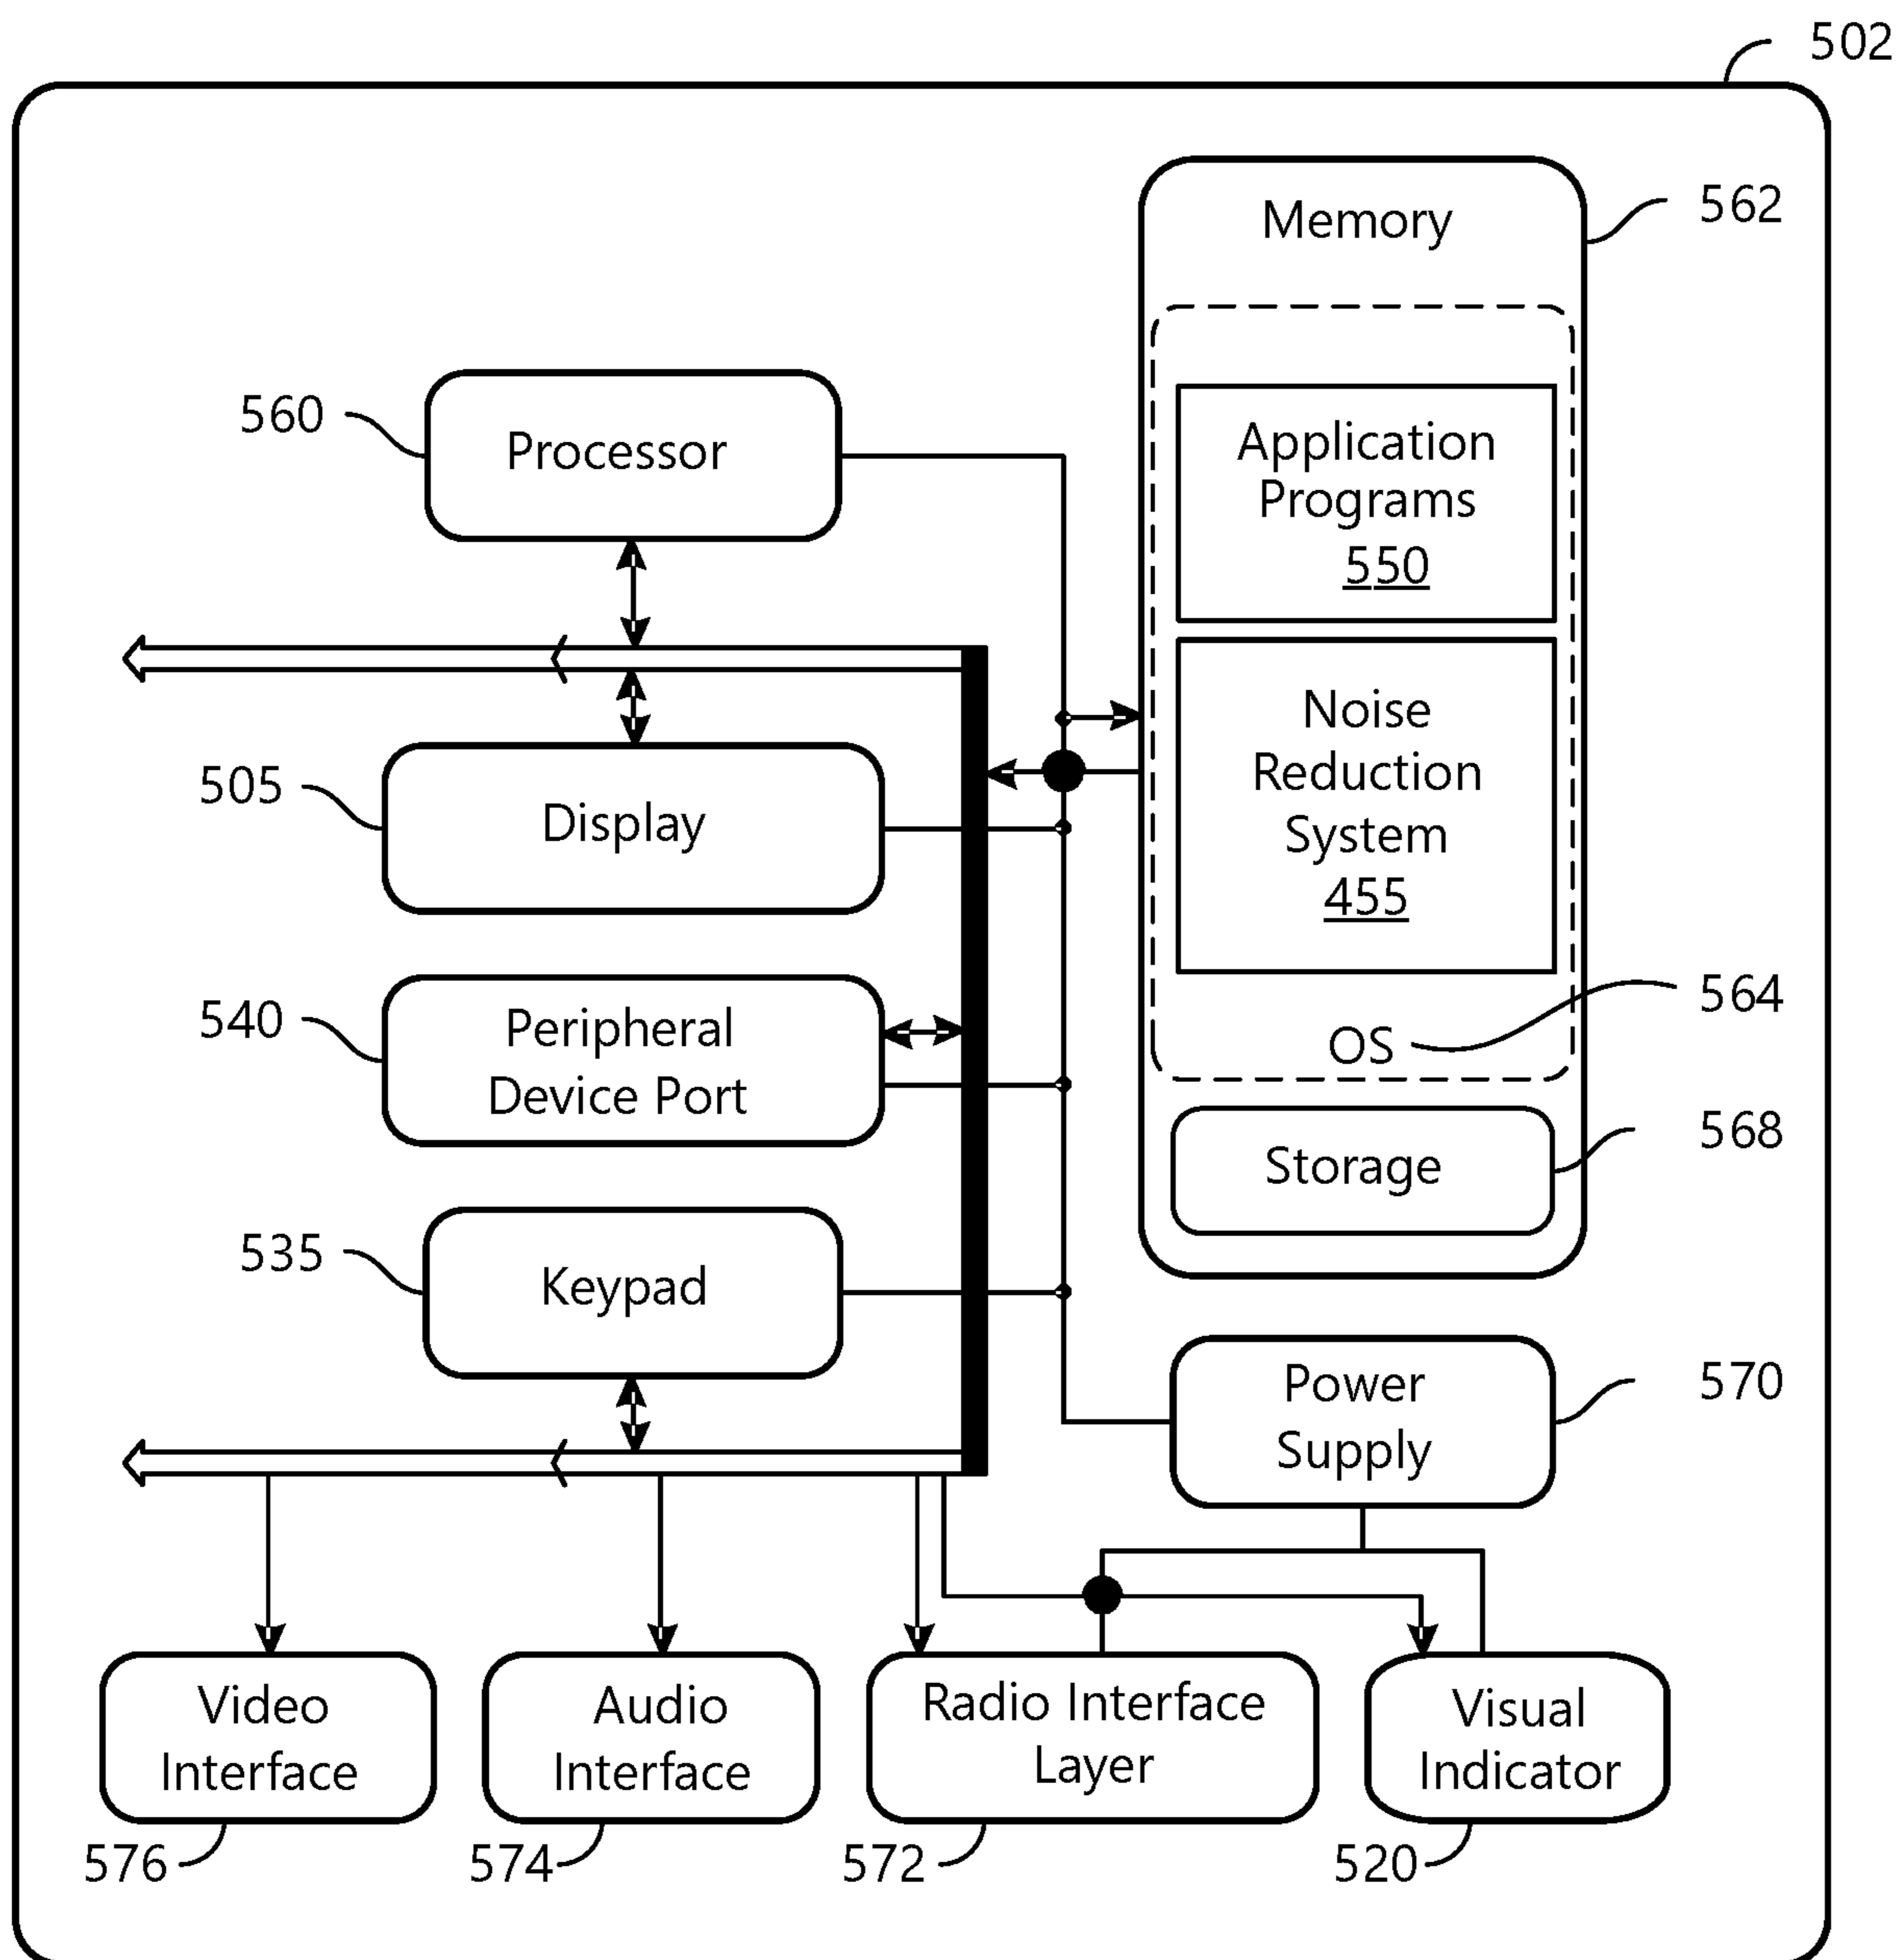 502
Memory
562
Application
Programs
550
560
Processor
Noise
Reduction
System
455
505
Display
564
540
Peripheral
Device Port
OS
568
Storage
535
Keypad
570
Power
Supply
Video
Interface
Audio
Interface
Radio Interface
Layer
Visual
Indicator
576
574
572
520